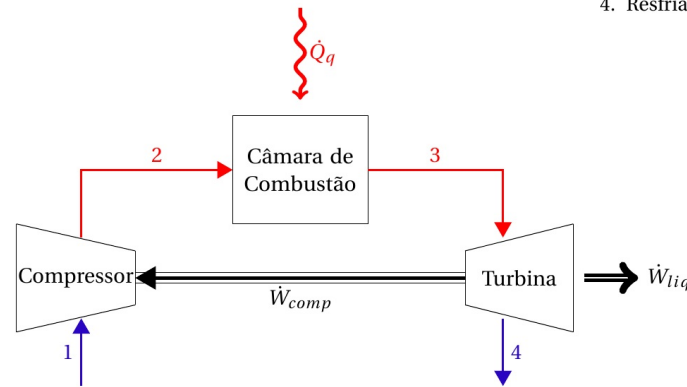 4. Resfria
Q̇q
2
Câmara de
Combustão
3
Compressor
Ẇcomp
Turbina
Ẇliq
1
4